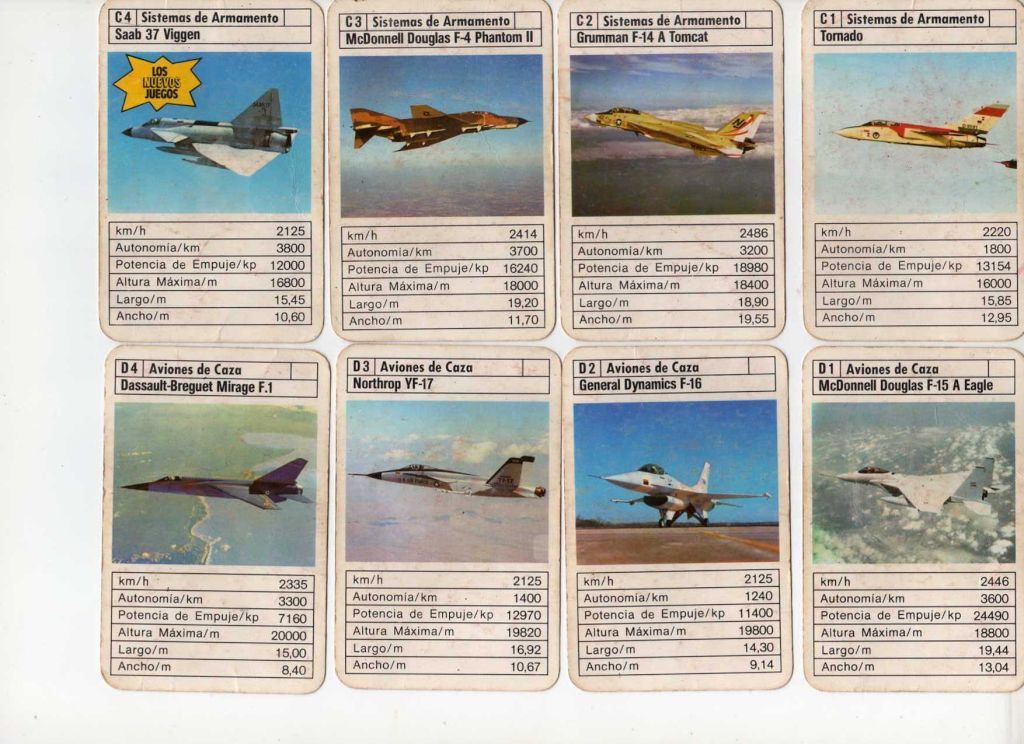 C4 Sistemas de Armamento
Saab 37 Viggen
LOS
NUEVOS
JUEGOS
km/h 2125
Autonomía/km 3800
Potencia de Empuje/kp 12000
Altura Máxima/m 16800
Largo/m 15,45
Ancho/m 10,60
C3 Sistemas de Armamento
McDonnell Douglas F-4 Phantom II
km/h 2414
Autonomía/km 3700
Potencia de Empuje/kp 16240
Altura Máxima/m 18000
Largo/m 19,20
Ancho/m 11,70
C2 Sistemas de Armamento
Grumman F-14 A Tomcat
km/h 2486
Autonomía/km 3200
Potencia de Empuje/kp 18980
Altura Máxima/m 18400
Largo/m 18,90
Ancho/m 19,55
C1 Sistemas de Armamento
Tornado
km/h 2220
Autonomía/km 1800
Potencia de Empuje/kp 13154
Altura Máxima/m 16000
Largo/m 15,85
Ancho/m 12,95
D4 Aviones de Caza
Dassault-Breguet Mirage F.1
km/h 2335
Autonomía/km 3300
Potencia de Empuje/kp 7160
Altura Máxima/m 20000
Largo/m 15,00
Ancho/m 8,40
D3 Aviones de Caza
Northrop YF-17
km/h 2125
Autonomía/km 1400
Potencia de Empuje/kp 12970
Altura Máxima/m 19820
Largo/m 16,92
Ancho/m 10,67
D2 Aviones de Caza
General Dynamics F-16
km/h 2125
Autonomía/km 1240
Potencia de Empuje/kp 11400
Altura Máxima/m 19800
Largo/m 14,30
Ancho/m 9,14
D1 Aviones de Caza
McDonnell Douglas F-15 A Eagle
km/h 2446
Autonomía/km 3600
Potencia de Empuje/kp 24490
Altura Máxima/m 18800
Largo/m 19,44
Ancho/m 13,04